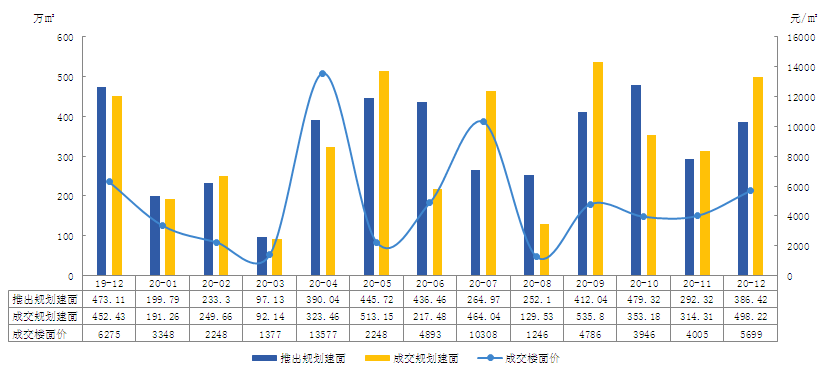 万㎡ 元/㎡
600 16000
500 14000
400 12000
300 10000
200 8000
100 6000
0 4000
2000
0
19-12 20-01 20-02 20-03 20-04 20-05 20-06 20-07 20-08 20-09 20-10 20-11 20-12
推出规划建面 473.11 199.79 233.3 97.13 390.04 445.72 436.46 264.97 252.1 412.04 479.32 292.32 386.42
成交规划建面 452.43 191.26 249.66 92.14 323.46 513.15 217.48 464.04 129.53 535.8 353.18 314.31 498.22
成交楼面价 6275 3348 2248 1377 13577 2248 4893 10308 1246 4786 3946 4005 5699
推出规划建面 成交规划建面 成交楼面价